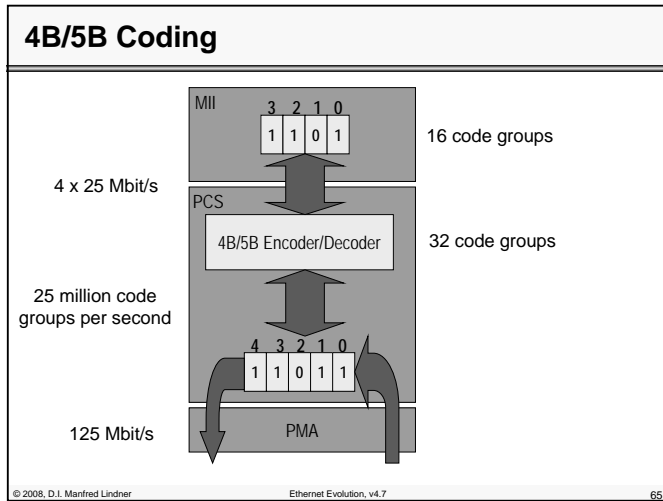 4B/5B Coding
MII
3 2 1 0
1 1 0 1
16 code groups
4 x 25 Mbit/s
PCS
4B/5B Encoder/Decoder
32 code groups
25 million code
groups per second
4 3 2 1 0
1 1 0 1 1
125 Mbit/s
PMA
© 2008, D.I. Manfred Lindner
Ethernet Evolution, v4.7
65